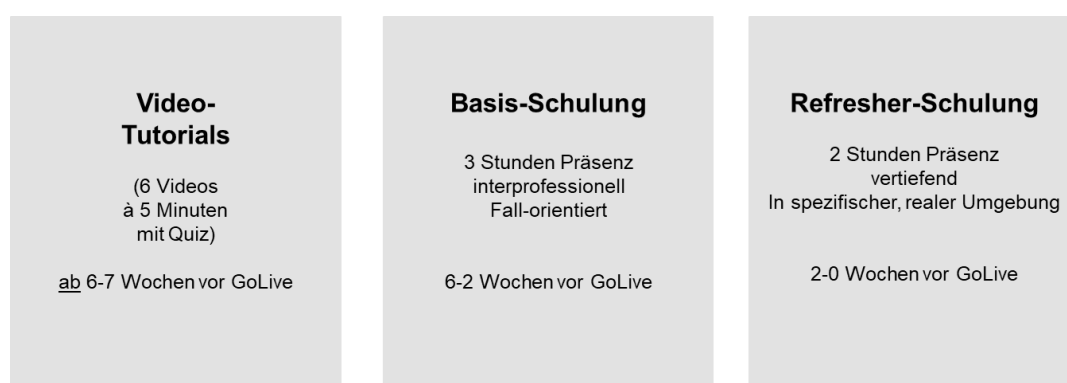 Video-
Tutorials
(6 Videos
à 5 Minuten
mit Quiz)
ab 6-7 Wochen vor GoLive
Basis-Schulung
3 Stunden Präsenz
interprofessionell
Fall-orientiert
6-2 Wochen vor GoLive
Refresher-Schulung
2 Stunden Präsenz
vertiefend
In spezifischer, realer Umgebung
2-0 Wochen vor GoLive